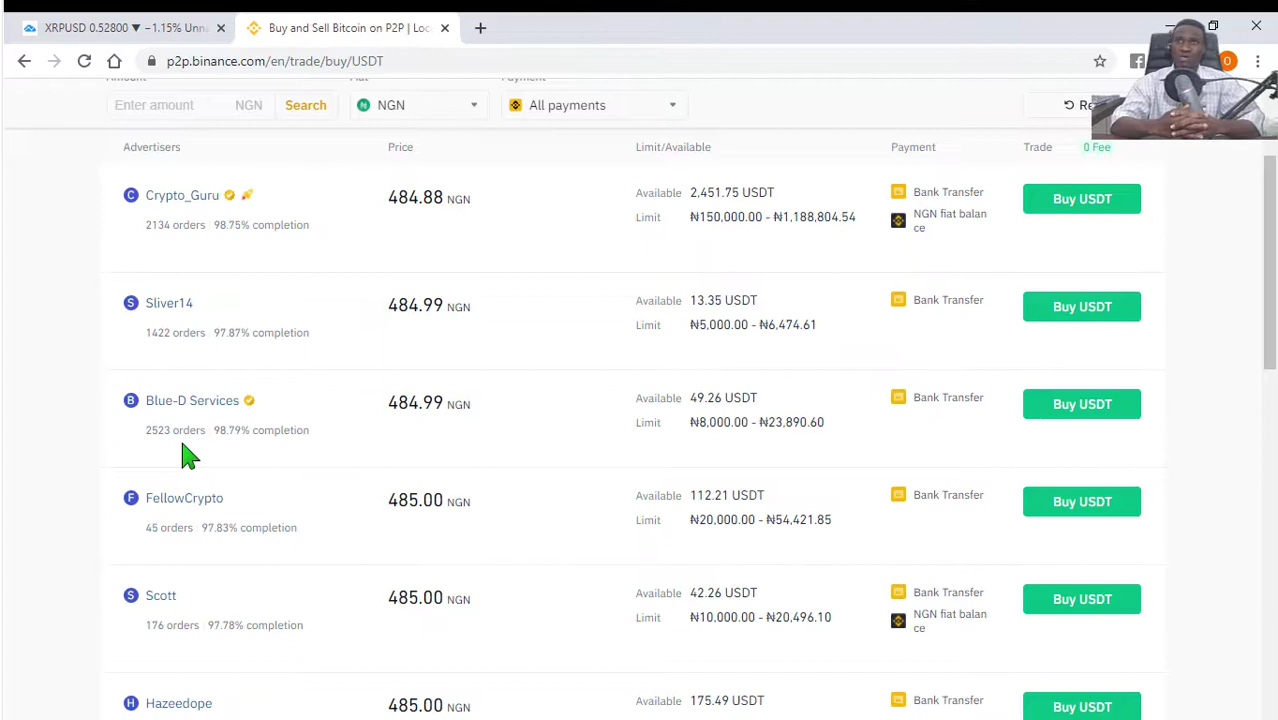 XRPUSD 0.52800 ▼ −1.15% Unna
Buy and Sell Bitcoin on P2P | Loc
p2p.binance.com/en/trade/buy/USDT
Enter amount NGN Search NGN All payments
Advertisers Price Limit/Available Payment Trade 0 Fee
C Crypto_Guru 484.88 NGN Available 2,451.75 USDT Bank Transfer Buy USDT
2134 orders 98.75% completion Limit ₦150,000.00 - ₦1,188,804.54 NGN fiat balan
ce
S Sliver14 484.99 NGN Available 13.35 USDT Bank Transfer Buy USDT
1422 orders 97.87% completion Limit ₦5,000.00 - ₦6,474.61
B Blue-D Services 484.99 NGN Available 49.26 USDT Bank Transfer Buy USDT
2523 orders 98.79% completion Limit ₦8,000.00 - ₦23,890.60
F FellowCrypto 485.00 NGN Available 112.21 USDT Bank Transfer Buy USDT
45 orders 97.83% completion Limit ₦20,000.00 - ₦54,421.85
S Scott 485.00 NGN Available 42.26 USDT Bank Transfer Buy USDT
176 orders 97.78% completion Limit ₦10,000.00 - ₦20,496.10 NGN fiat balan
ce
H Hazeedope 485.00 NGN Available 175.49 USDT Bank Transfer Buy USDT